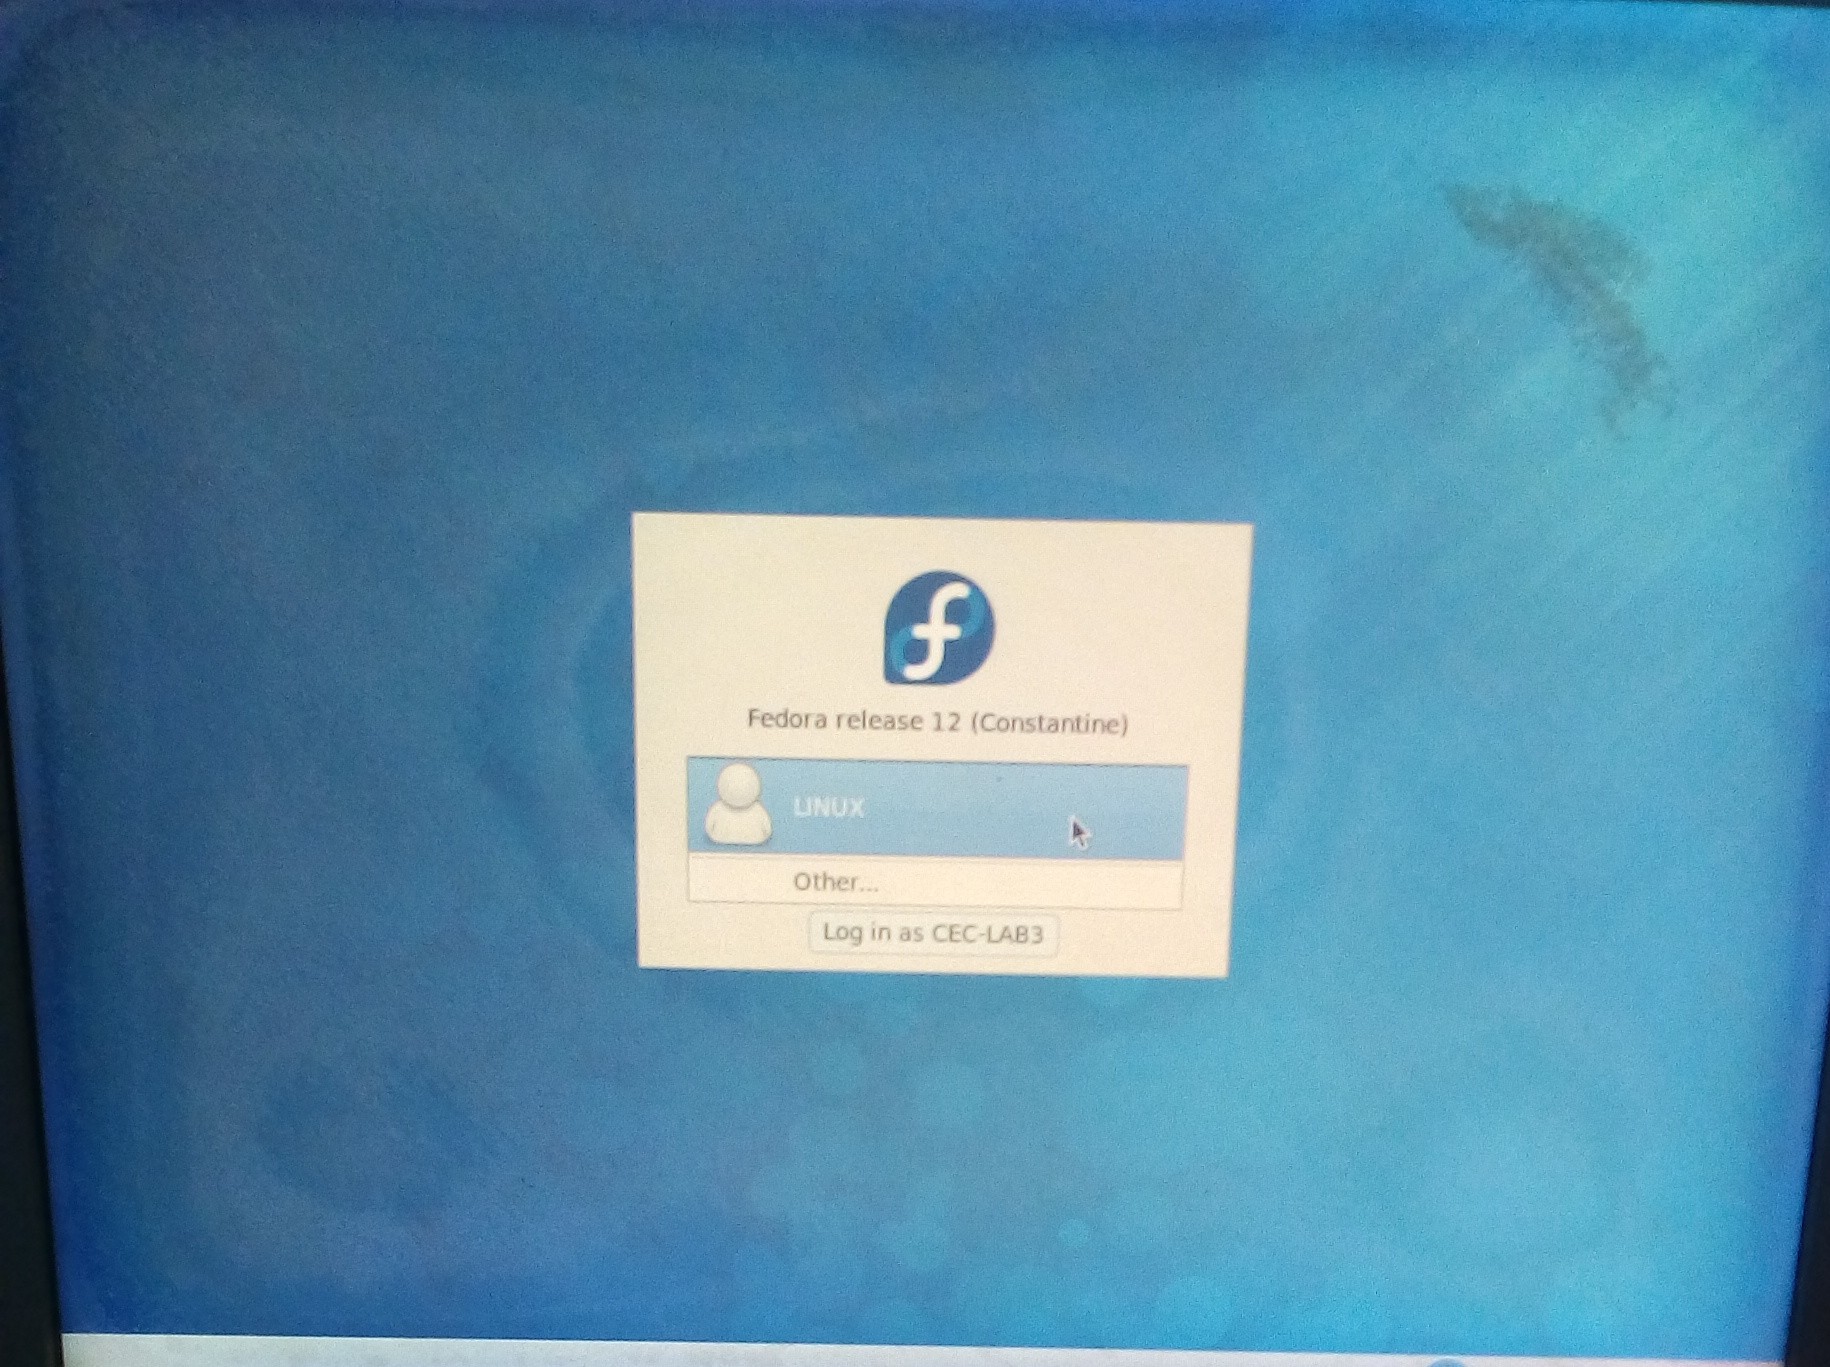 Fedora release 12 (Constantine)
LINUX
Other...
Log in as CEC-LAB3